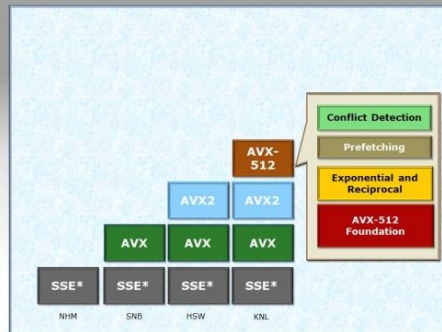 Conflict Detection
Prefetching
Exponential and
Reciprocal
AVX-512
Foundation
AVX-
512
AVX2 AVX2
AVX AVX AVX
SSE* SSE* SSE* SSE*
NHM SNB HSW KNL